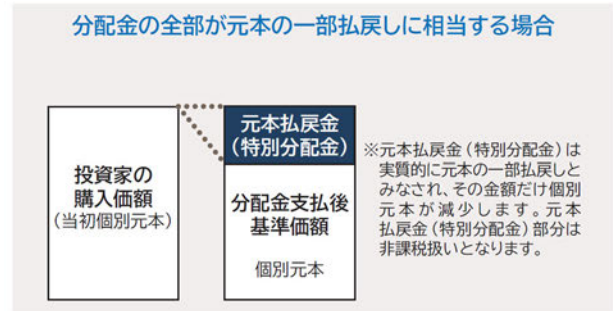 分配金の全部が元本の一部払戻しに相当する場合
投資家の
購入価額
(当初個別元本)
元本払戻金
(特別分配金)
分配金支払後
基準価額
個別元本
※元本払戻金(特別分配金)は
実質的に元本の一部払戻しと
みなされ、その金額だけ個別
元本が減少します。元本
払戻金(特別分配金)部分は
非課税扱いとなります。